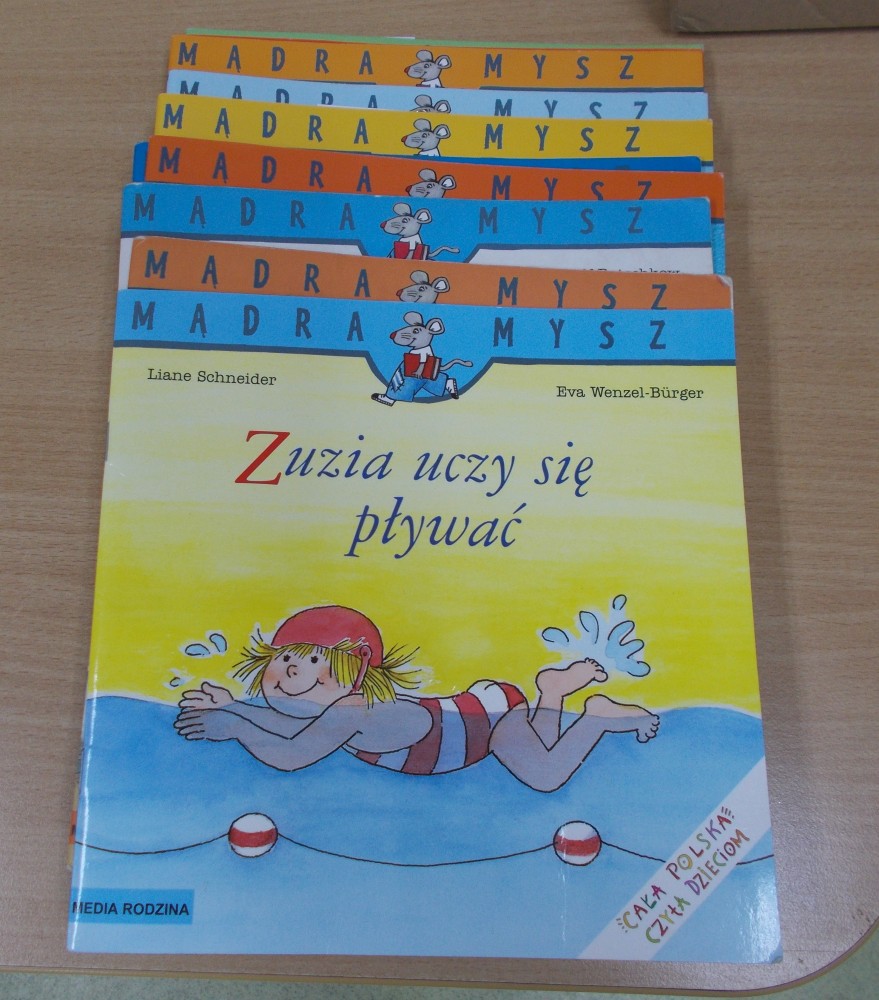 MĄDRA MYSZ
MĄDRA MYSZ
MĄDRA MYSZ
MĄDRA MYSZ
MĄDRA MYSZ
MĄDRA MYSZ
MĄDRA MYSZ
Liane Schneider
Eva Wenzel-Bürger
Zuzia uczy się
pływać
CAŁA POLSKA
CZYTA DZIECIOM
MEDIA RODZINA